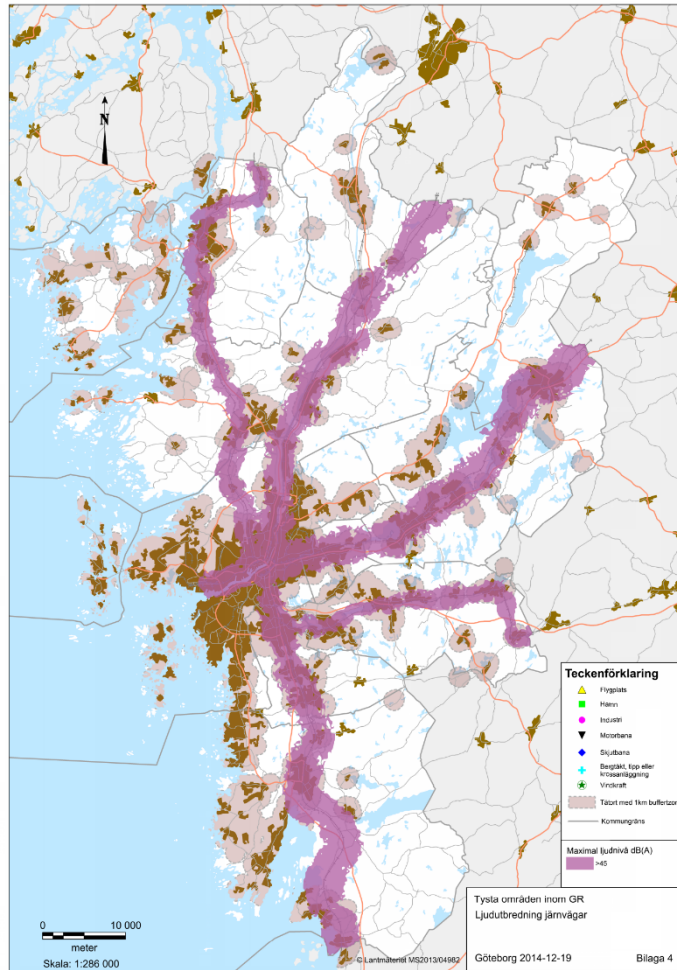 N
Teckenförklaring
Flygplats
Hamn
Industri
Motorbana
Skjutbana
Bergtäkt, tipp eller
krossanläggning
Vindkraft
Tätort med 1km buffertzon
Kommungräns
Maximal ljudnivå dB(A)
>45
Tysta områden inom GR
Ljudutbredning järnvägar
Göteborg 2014-12-19 Bilaga 4
0 10 000
meter
Skala: 1:286 000
© Lantmäteriet MS2013/04982